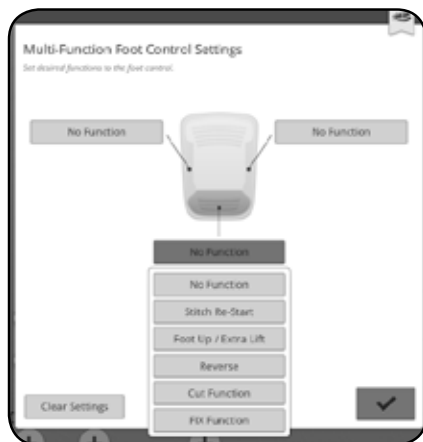 Multi-Function Foot Control Settings
Set desired functions to the foot control.
No Function
No Function
No Function
No Function
Stitch Re-Start
Foot Up / Extra Lift
Reverse
Cut Function
FIX Function
Clear Settings